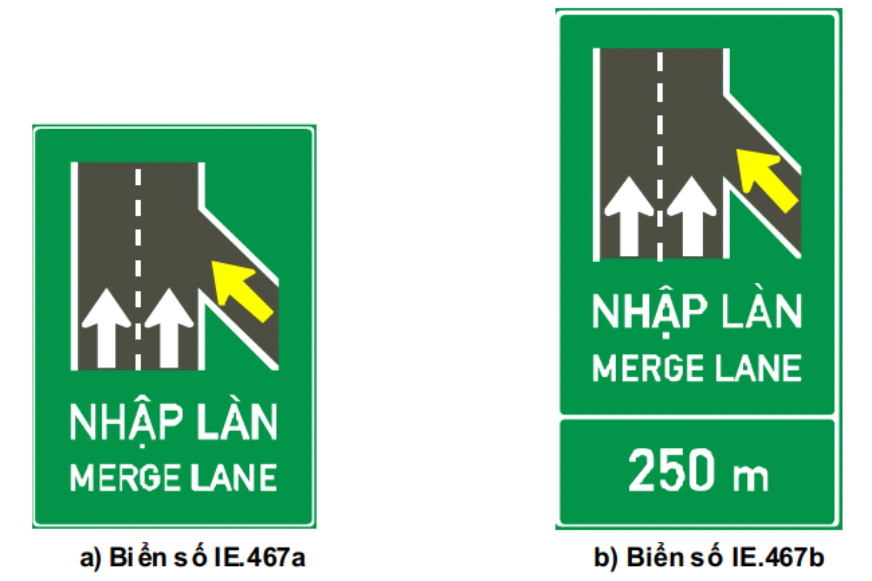 NHẬP LÀN
MERGE LANE
a) Biển số IE.467a
NHẬP LÀN
MERGE LANE
250 m
b) Biển số IE.467b